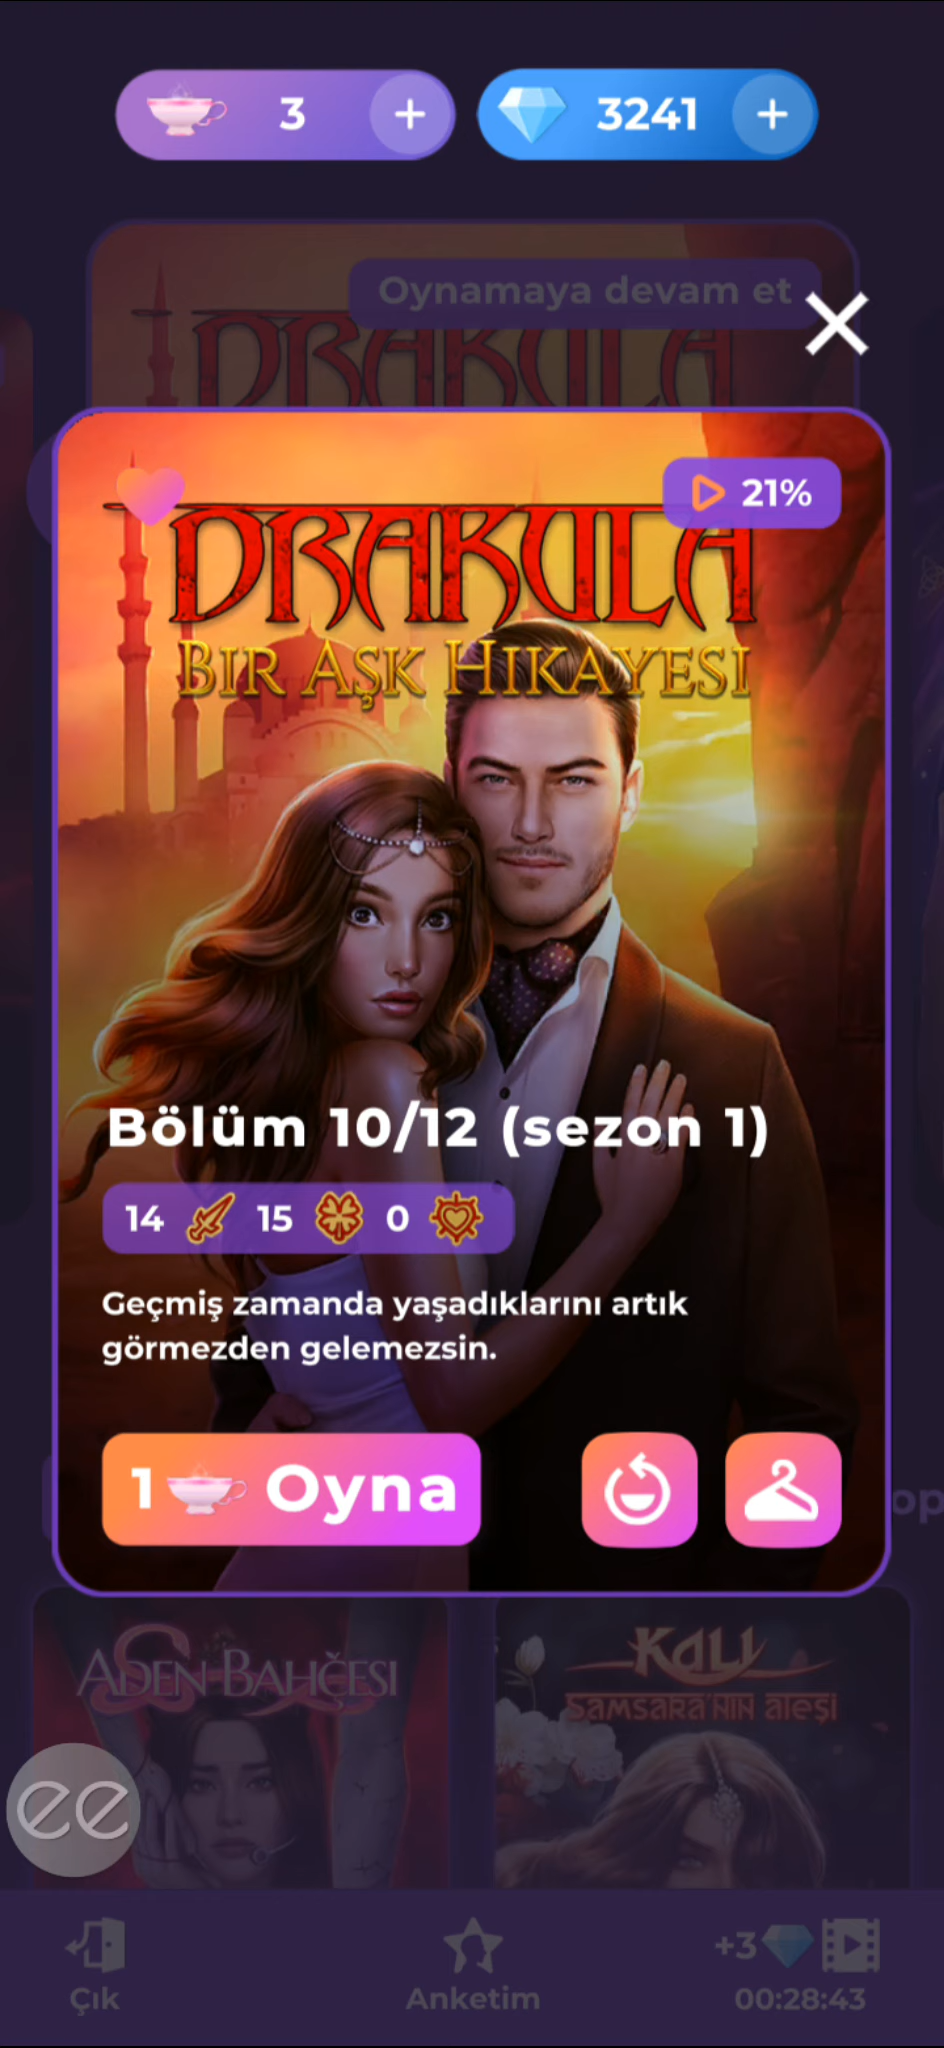 3 +
3241 +
Oynamaya devam et
DRAKULA
21%
DRAKULA
BIR AŞK HIKAYESI
Bölüm 10/12 (sezon 1)
14 15 0
Geçmiş zamanda yaşadıklarını artık
görmezden gelemezsin.
1 Oyna
op
ADEN BAHÇESI
KALI
SAMSARA'NIN ATEŞİ
ee
+3
Çık
Anketim
00:28:43